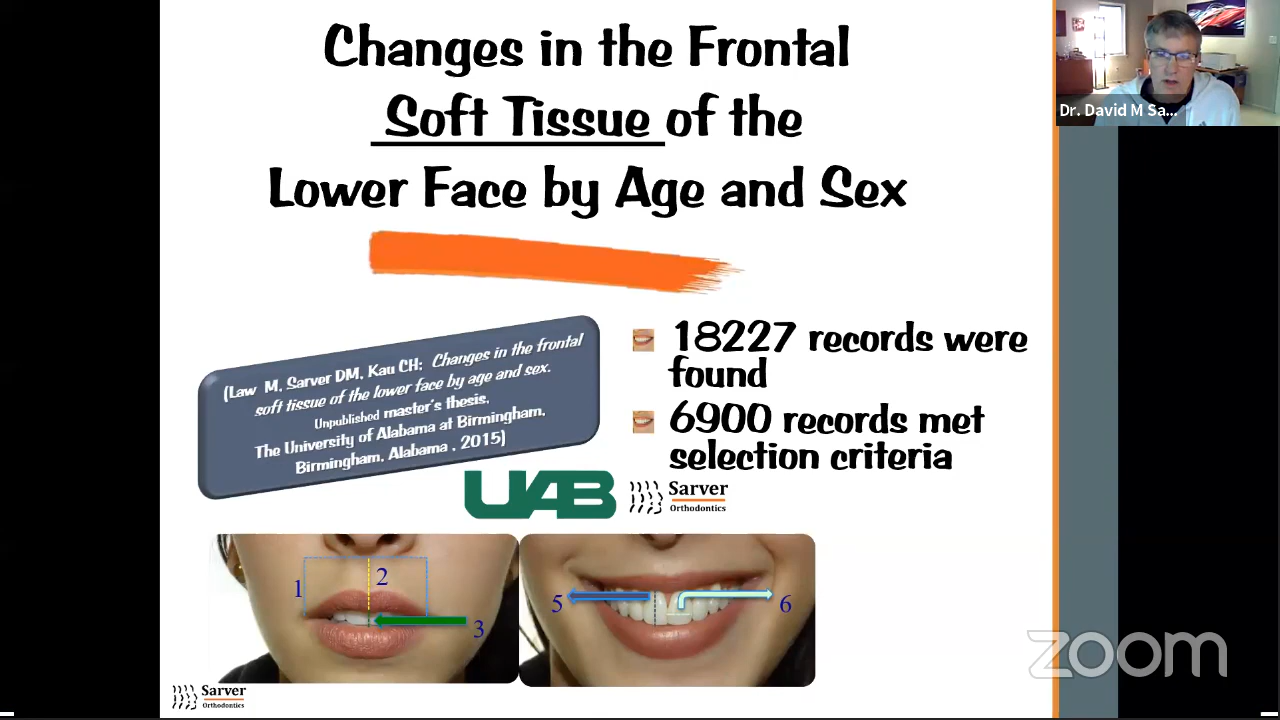 Changes in the Frontal
Soft Tissue of the
Lower Face by Age and Sex
Dr. David M Sa...
(Law M, Sarver DM, Kau CH: Changes in the frontal
soft tissue of the lower face by age and sex.
Unpublished master's thesis,
The University of Alabama at Birmingham,
Birmingham, Alabama , 2015)
18227 records were
found
6900 records met
selection criteria
UAB
Sarver
Orthodontics
1
2
3
5
6
Sarver
Orthodontics
zoom